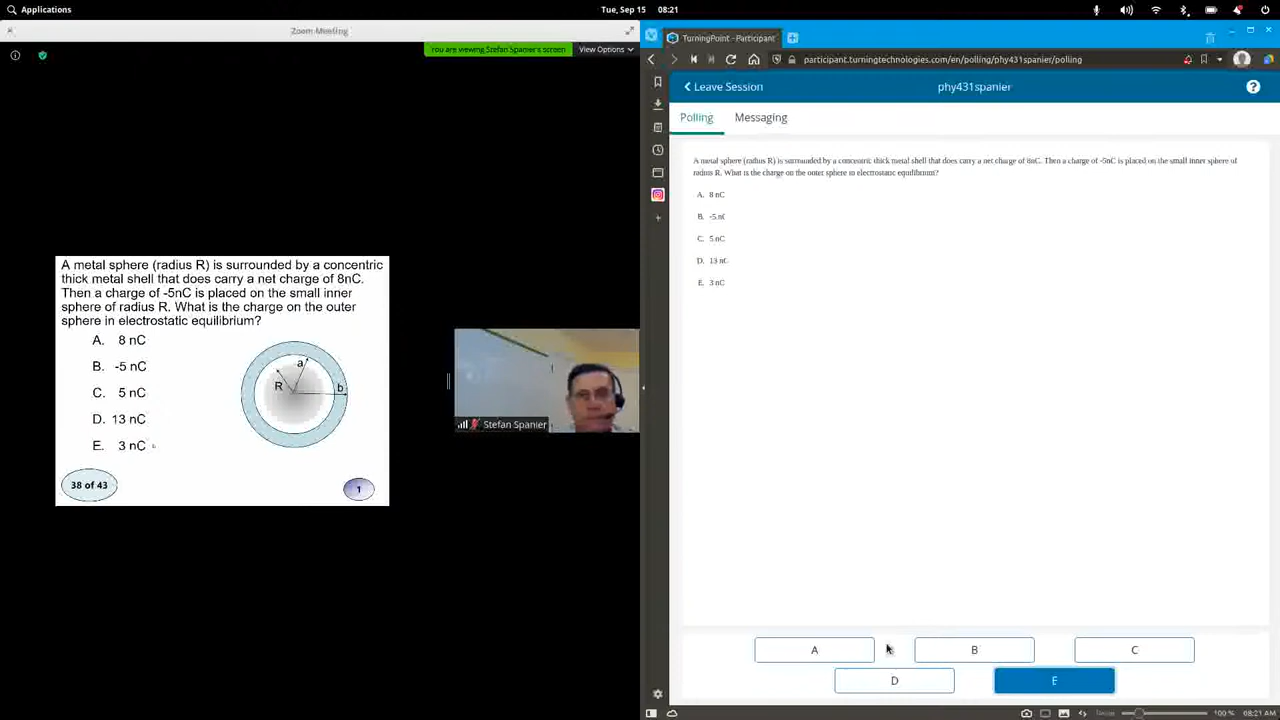 Applications
Tue, Sep 15 08:21
Zoom Meeting
You are viewing Stefan Spanier's screen
View Options
A metal sphere (radius R) is surrounded by a concentric
thick metal shell that does carry a net charge of 8nC.
Then a charge of -5nC is placed on the small inner
sphere of radius R. What is the charge on the outer
sphere in electrostatic equilibrium?
A. 8 nC
B. -5 nC
C. 5 nC
D. 13 nC
E. 3 nC
R
a
b
38 of 43
1
Stefan Spanier
TurningPoint - Participant
participant.turningtechnologies.com/en/polling/phy431spanier/polling
Leave Session
phy431spanier
?
Polling
Messaging
A metal sphere (radius R) is surrounded by a concentric thick metal shell that does carry a net charge of 8nC. Then a charge of -5nC is placed on the small inner sphere of
radius R. What is the charge on the outer sphere in electrostatic equilibrium?
A. 8 nC
B. -5 nC
C. 5 nC
D. 13 nC
E. 3 nC
A
B
C
D
E
100 %
08:21 AM